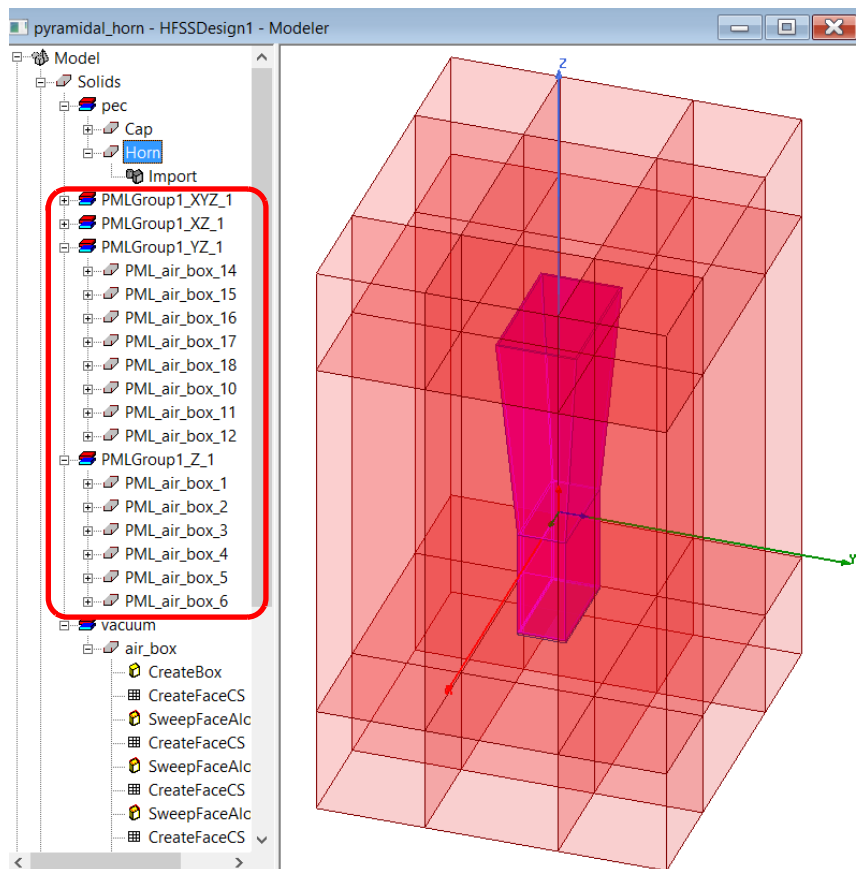 pyramidal_horn - HFSSDesign1 - Modeler
Model
Solids
pec
Cap
Horn
Import
PMLGroup1_XYZ_1
PMLGroup1_XZ_1
PMLGroup1_YZ_1
PML_air_box_14
PML_air_box_15
PML_air_box_16
PML_air_box_17
PML_air_box_18
PML_air_box_10
PML_air_box_11
PML_air_box_12
PMLGroup1_Z_1
PML_air_box_1
PML_air_box_2
PML_air_box_3
PML_air_box_4
PML_air_box_5
PML_air_box_6
vacuum
air_box
CreateBox
CreateFaceCS
SweepFaceAlc
CreateFaceCS
SweepFaceAlc
CreateFaceCS
SweepFaceAlc
CreateFaceCS
Z
Y
X